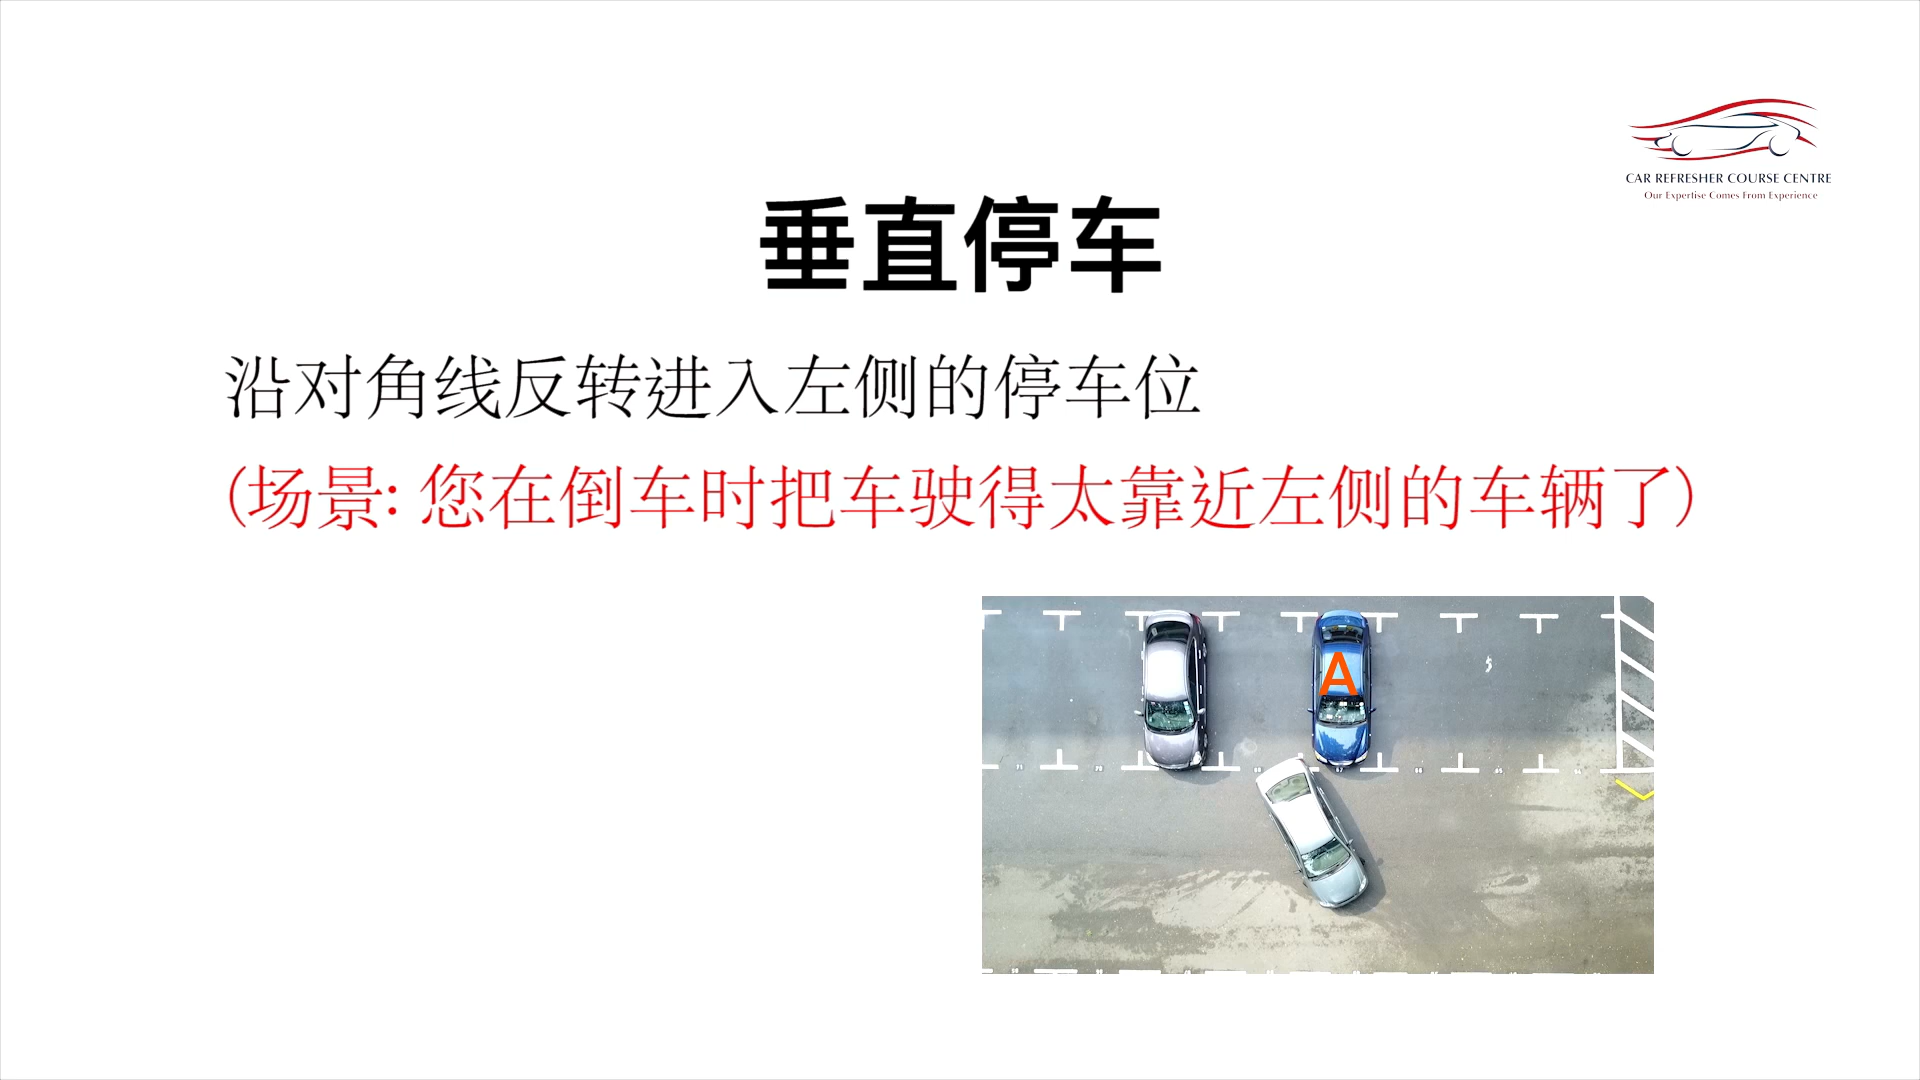 CAR REFRESHER COURSE CENTRE
Our Expertise Comes From Experience
垂直停车
沿对角线反转进入左侧的停车位
(场景: 您在倒车时把车驶得太靠近左侧的车辆了)
A